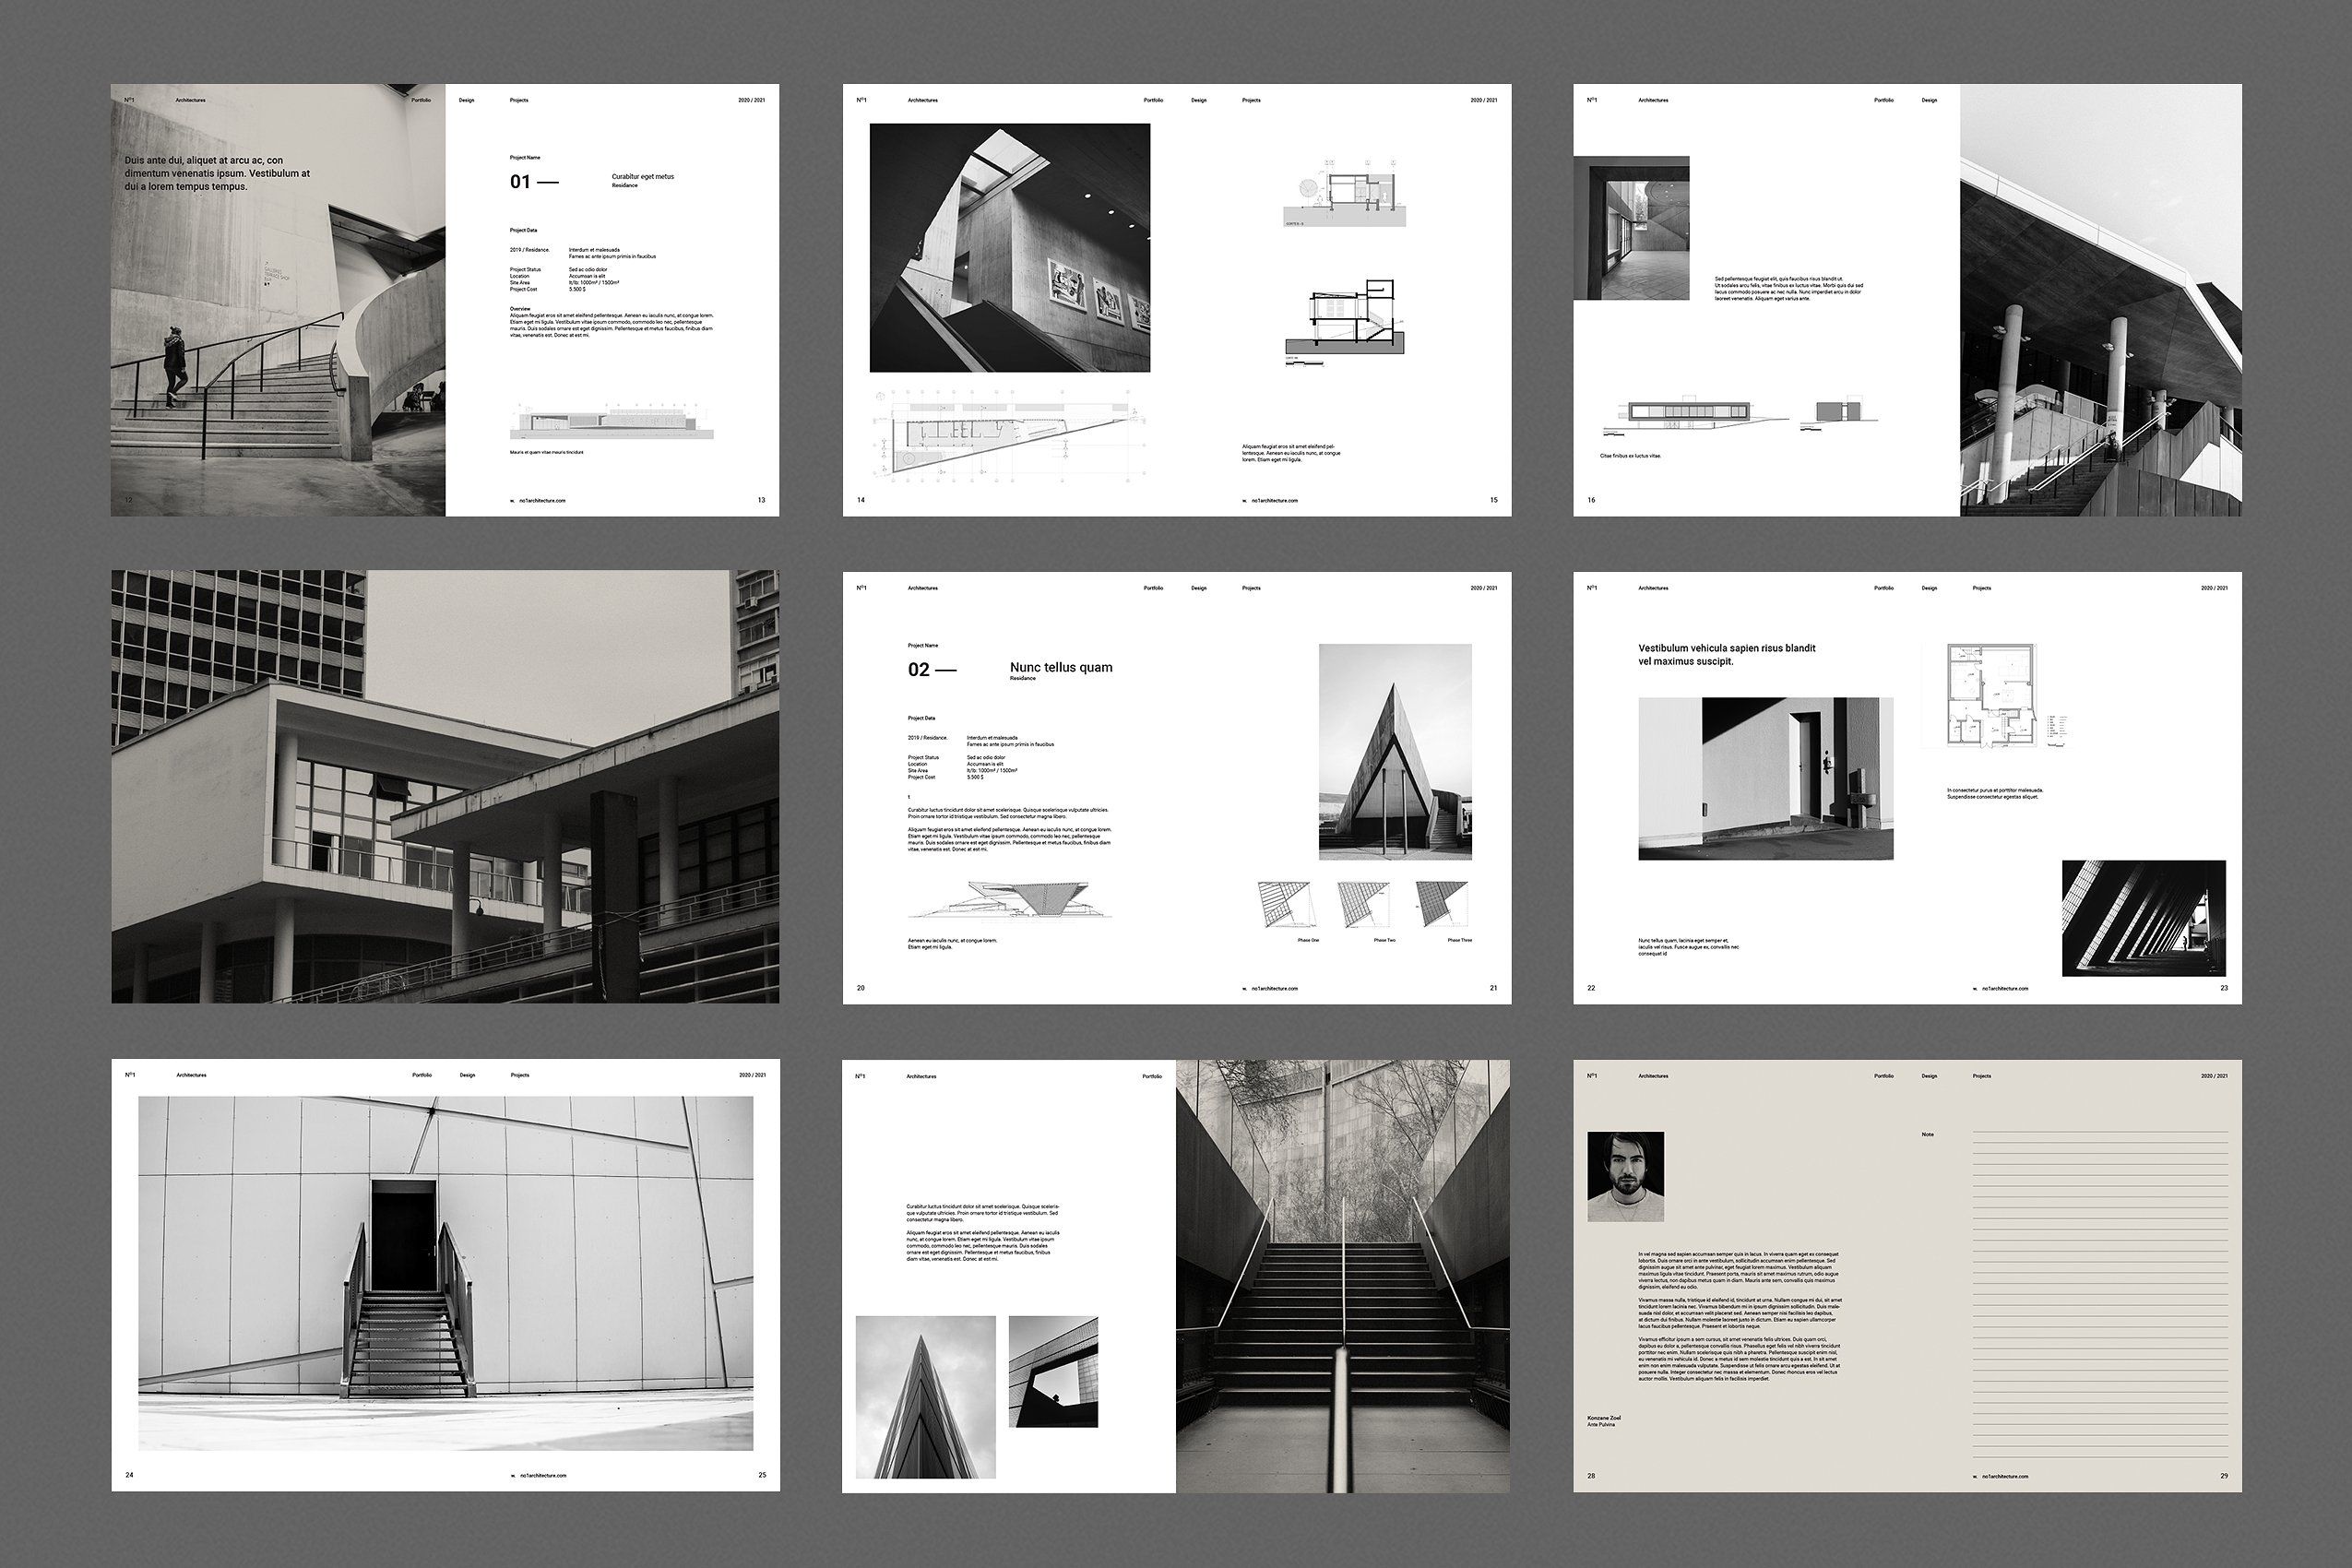 Nº1 Architectures Portfolio Design Projects 2020 / 2021
Duis ante dui, aliquet at arcu ac, con
dimentum venenatis ipsum. Vestibulum at
dui a lorem tempus tempus.
12
Project Name
01 —
Curabitur eget metus
Residance
Project Data
2019 / Residance. Interdum et malesuada
Fames ac ante ipsum primis in faucibus
Project Status Sed ac odio dolor
Location Accumsan is elit
Site Area lt/lb: 1000m² / 1500m²
Project Cost 5.500 $
Overview
Aliquam feugiat eros sit amet eleifend pellentesque. Aenean eu iaculis nunc, at congue lorem.
Etiam eget mi ligula. Vestibulum vitae ipsum commodo, commodo leo nec, pellentesque
mauris. Duis sodales ornare est eget dignissim. Pellentesque et metus faucibus, finibus diam
vitae, venenatis est. Donec at est mi.
Mauris et quam vitae mauris tincidunt
w. no1architecture.com
13
Nº1 Architectures Portfolio Design Projects 2020 / 2021
Aliquam feugiat eros sit amet eleifend pel-
lentesque. Aenean eu iaculis nunc, at congue
lorem. Etiam eget mi ligula.
14
w. no1architecture.com
15
Nº1 Architectures Portfolio Design
Sed pellentesque feugiat elit, quis faucibus risus blandit ut.
Ut sodales arcu felis, vitae finibus ex luctus vitae. Morbi quis dui sed
lacus commodo posuere ac nec nulla. Nunc imperdiet arcu in dolor
laoreet venenatis. Aliquam eget varius ante.
Citae finibus ex luctus vitae.
16
Nº1 Architectures Portfolio Design Projects 2020 / 2021
Project Name
02 —
Nunc tellus quam
Residance
Project Data
2019 / Residance. Interdum et malesuada
Fames ac ante ipsum primis in faucibus
Project Status Sed ac odio dolor
Location Accumsan is elit
Site Area lt/lb: 1000m² / 1500m²
Project Cost 5.500 $
t
Curabitur luctus tincidunt dolor sit amet scelerisque. Quisque scelerisque vulputate ultricies.
Proin ornare tortor id tristique vestibulum. Sed consectetur magna libero.
Aliquam feugiat eros sit amet eleifend pellentesque. Aenean eu iaculis nunc, at congue lorem.
Etiam eget mi ligula. Vestibulum vitae ipsum commodo, commodo leo nec, pellentesque
mauris. Duis sodales ornare est eget dignissim. Pellentesque et metus faucibus, finibus diam
vitae, venenatis est. Donec at est mi.
Aenean eu iaculis nunc, at congue lorem.
Etiam eget mi ligula.
Phase One Phase Two Phase Three
20
w. no1architecture.com
21
Nº1 Architectures Portfolio Design Projects 2020 / 2021
Vestibulum vehicula sapien risus blandit
vel maximus suscipit.
In consectetur purus at porttitor malesuada.
Suspendisse consectetur egestas aliquet.
Nunc tellus quam, lacinia eget semper et,
iaculis vel risus. Fusce augue ex, convallis nec
consequat id
22
w. no1architecture.com
23
Nº1 Architectures Portfolio Design Projects 2020 / 2021
24
w. no1architecture.com
25
Nº1 Architectures Portfolio
Curabitur luctus tincidunt dolor sit amet scelerisque. Quisque sceleris-
que vulputate ultricies. Proin ornare tortor id tristique vestibulum. Sed
consectetur magna libero.
Aliquam feugiat eros sit amet eleifend pellentesque. Aenean eu iaculis
nunc, at congue lorem. Etiam eget mi ligula. Vestibulum vitae ipsum
commodo, commodo leo nec, pellentesque mauris. Duis sodales
ornare est eget dignissim. Pellentesque et metus faucibus, finibus
diam vitae, venenatis est. Donec at est mi.
Nº1 Architectures Portfolio Design Projects 2020 / 2021
Note
In vel magna sed sapien accumsan semper quis in lacus. In viverra quam eget ex consequat
lobortis. Duis ornare orci in ante vestibulum, sollicitudin accumsan enim pellentesque. Sed
dignissim augue sit amet ante pulvinar, eget feugiat lorem maximus. Vestibulum aliquam
maximus ligula vitae tincidunt. Praesent porta, mauris sit amet maximus rutrum, odio augue
viverra lectus, non dapibus metus quam in diam. Mauris ante sem, convallis quis maximus
dignissim, eleifend eu odio.
Vivamus massa nulla, tristique id eleifend id, tincidunt at urna. Nullam congue mi dui, sit amet
tincidunt lorem lacinia nec. Vivamus bibendum mi in ipsum dignissim sollicitudin. Duis male-
suada nisl dolor, et accumsan velit placerat sed. Aenean semper nisi facilisis leo dapibus,
at dictum dui finibus. Nullam molestie laoreet justo in dictum. Etiam eu sapien ullamcorper
lacus faucibus pellentesque. Praesent et lobortis neque.
Vivamus efficitur ipsum a sem cursus, sit amet venenatis felis ultrices. Duis quam orci,
dapibus eu dolor a, pellentesque convallis risus. Phasellus eget felis vel nibh viverra tincidunt
porttitor nec enim. Nullam scelerisque quis nibh a pharetra. Pellentesque suscipit enim nisl,
eu venenatis mi vehicula id. Donec a metus id sem molestie tincidunt quis a est. In sit amet
enim non enim malesuada vulputate. Suspendisse ut felis ornare arcu egestas eleifend. Ut at
posuere nulla. Integer consectetur nec massa et elementum. Donec rhoncus eros vel lectus
auctor mollis. Vestibulum aliquam felis in facilisis imperdiet.
Konzane Zoel
Ante Pulvina
28
w. no1architecture.com
29